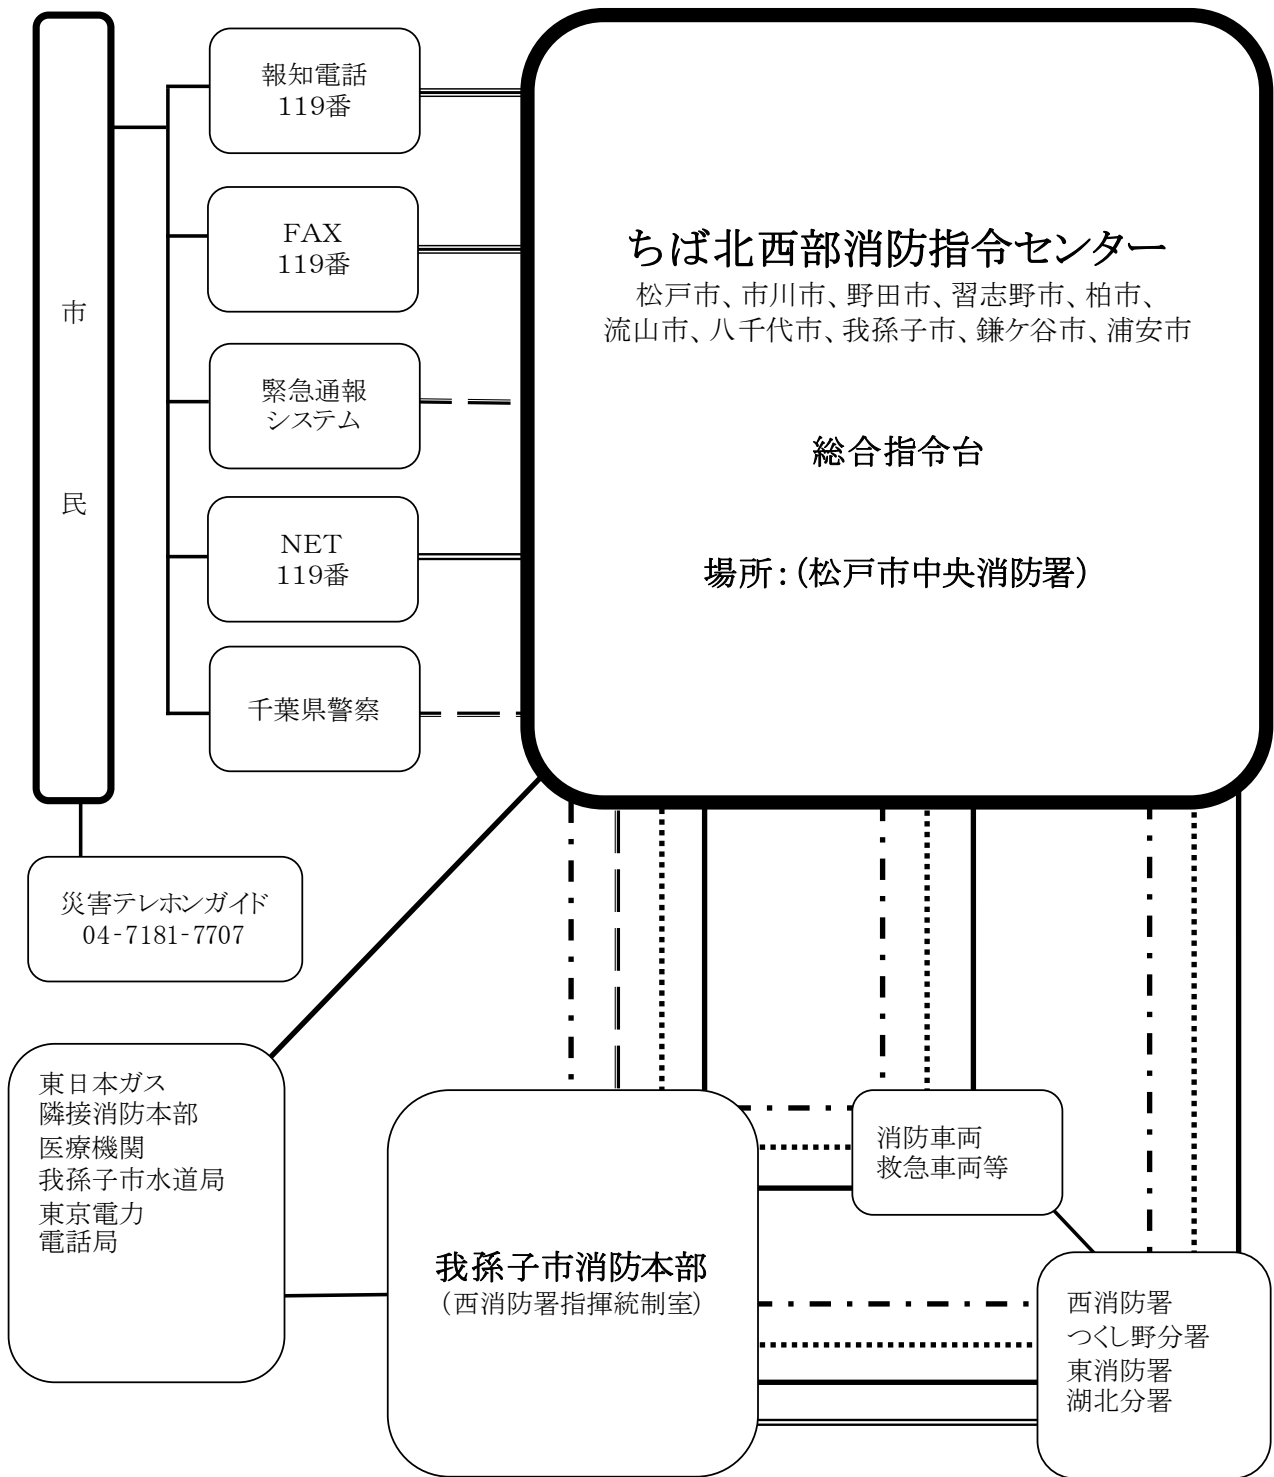 市
民
報知電話
119番
FAX
119番
緊急通報
システム
NET
119番
千葉県警察
ちば北西部消防指令センター
松戸市、市川市、野田市、習志野市、柏市、
流山市、八千代市、我孫子市、鎌ケ谷市、浦安市
総合指令台
場所：（松戸市中央消防署）
災害テレホンガイド
04-7181-7707
東日本ガス
隣接消防本部
医療機関
我孫子市水道局
東京電力
電話局
我孫子市消防本部
（西消防署指揮統制室）
消防車両
救急車両等
西消防署
つくし野分署
東消防署
湖北分署